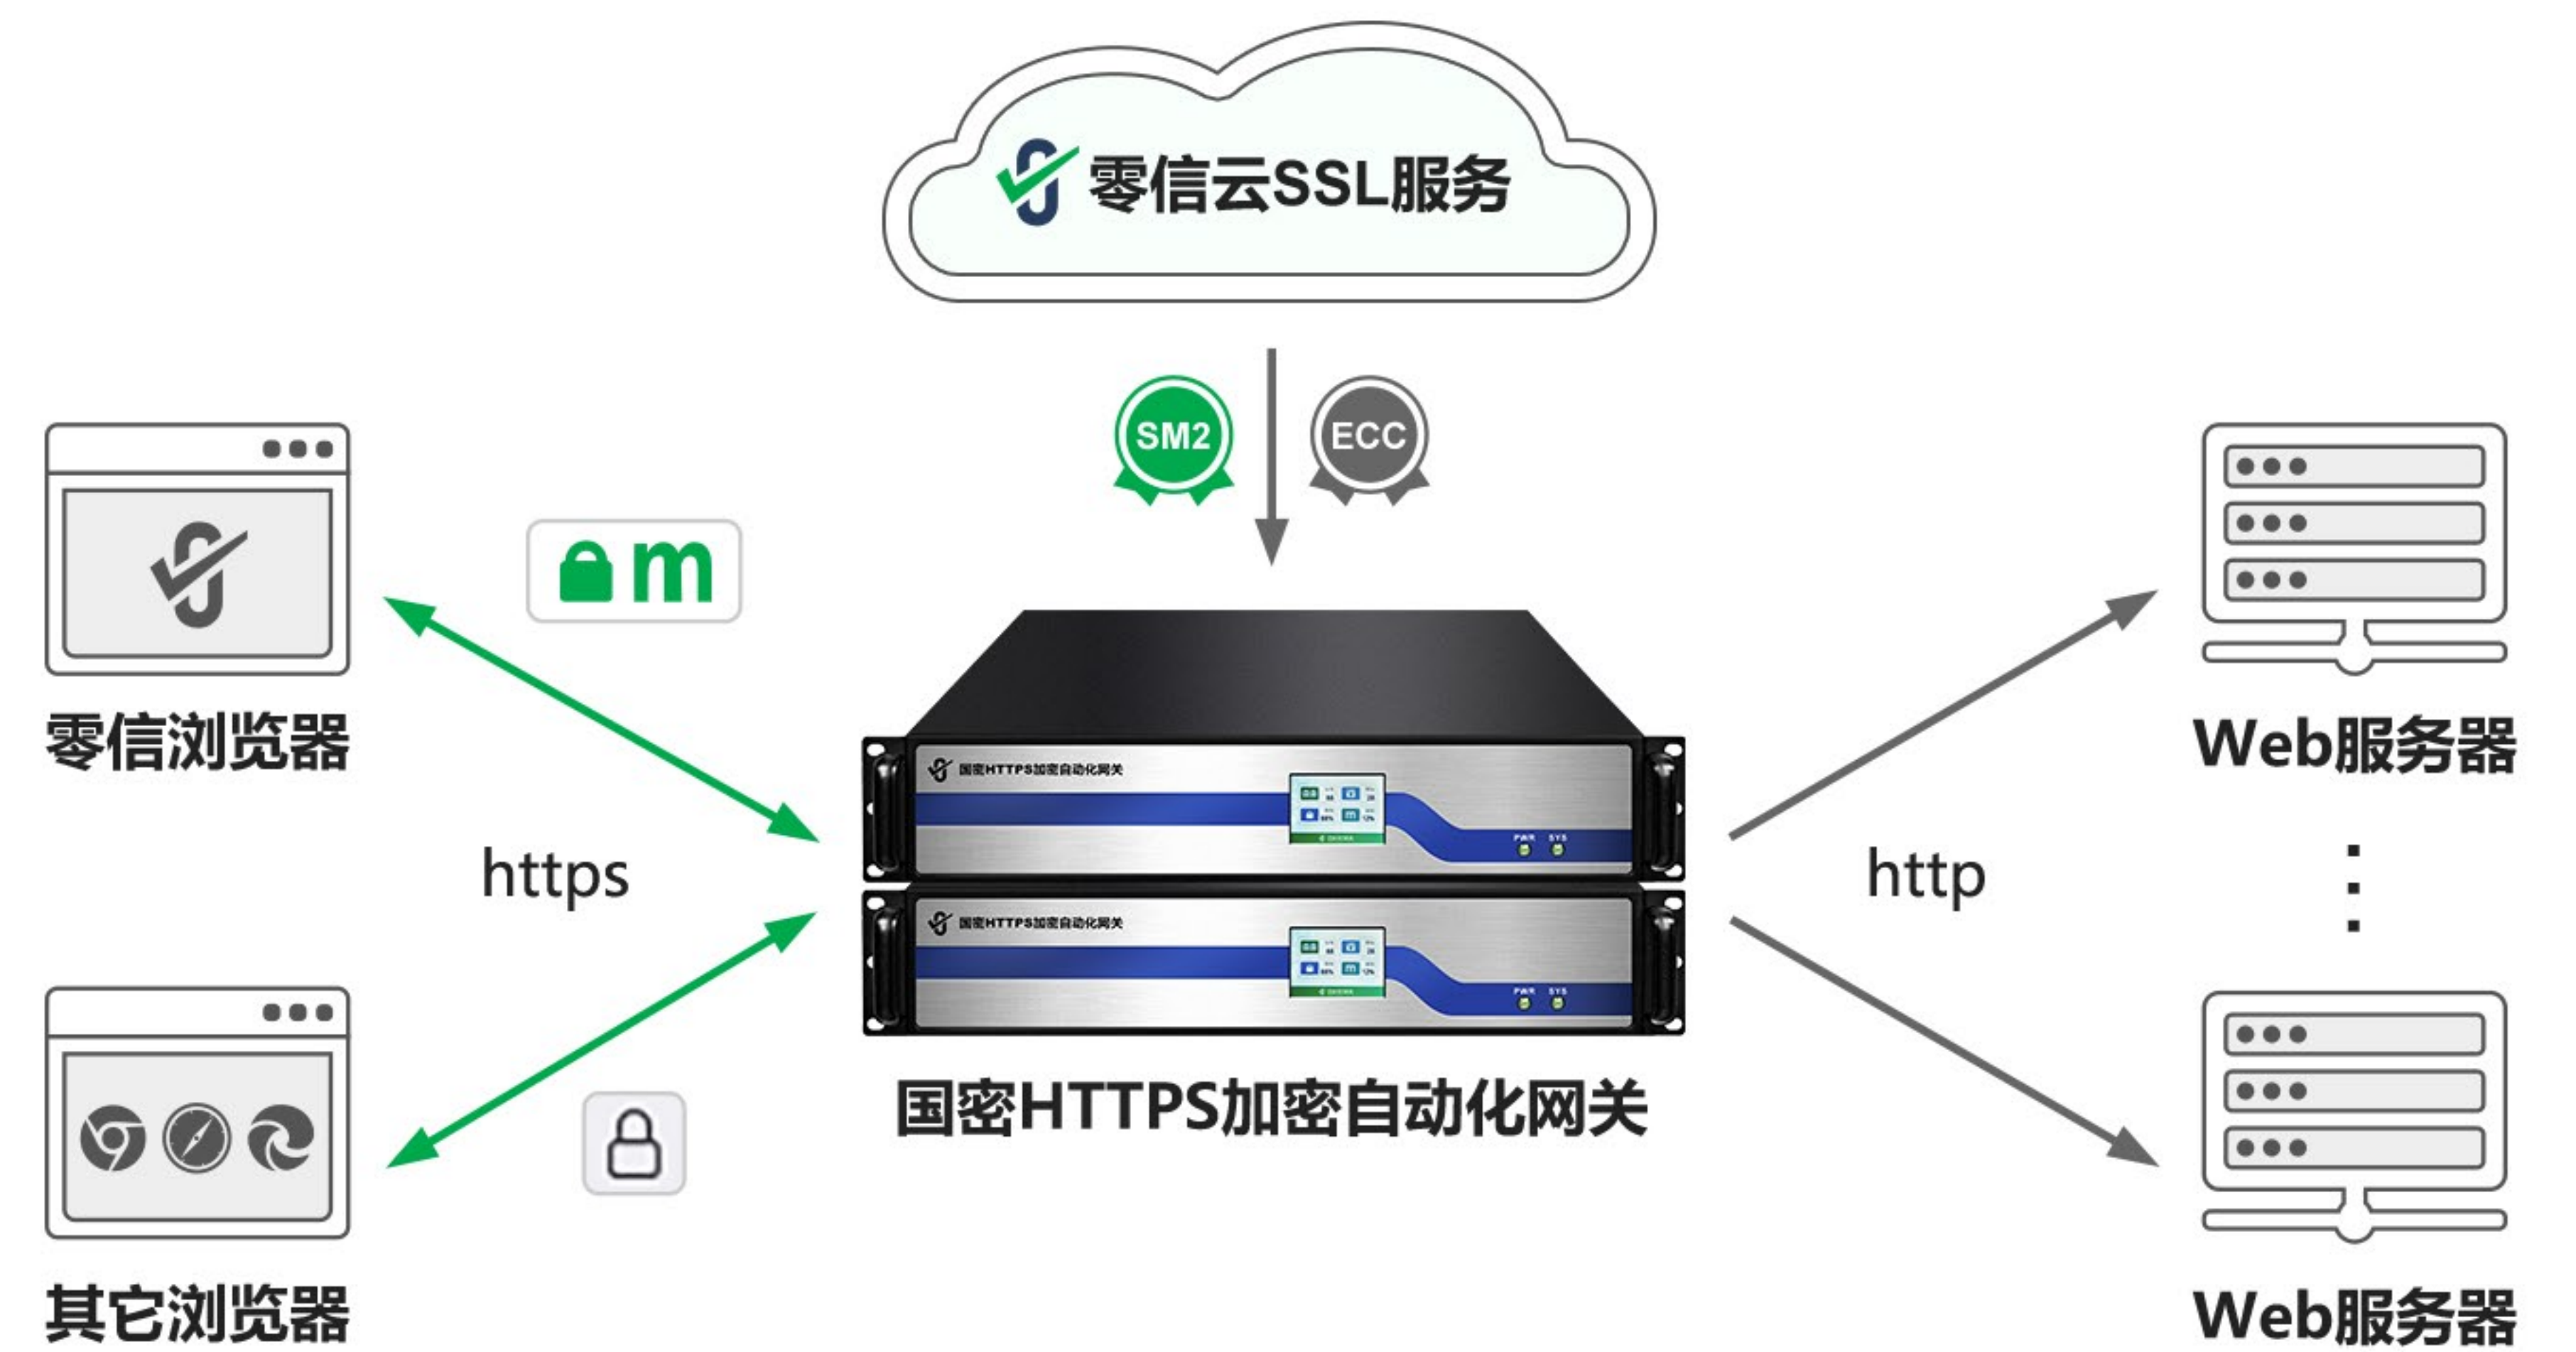 零信云SSL服务
SM2
ECC
m
零信浏览器
Web服务器
https
http
国密HTTPS加密自动化网关
PWR SYS
国密HTTPS加密自动化网关
PWR SYS
国密HTTPS加密自动化网关
其它浏览器
Web服务器